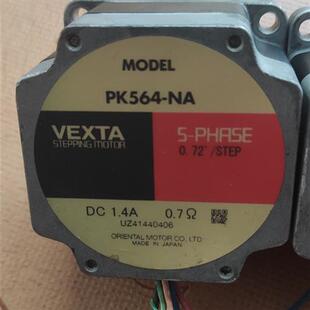 MODEL
PK564-NA
VEXTA
STEPPING MOTOR
5-PHASE
0.72°/STEP
DC 1.4A 0.7Ω
UZ41440406
ORIENTAL MOTOR CO., LTD.
MADE IN JAPAN